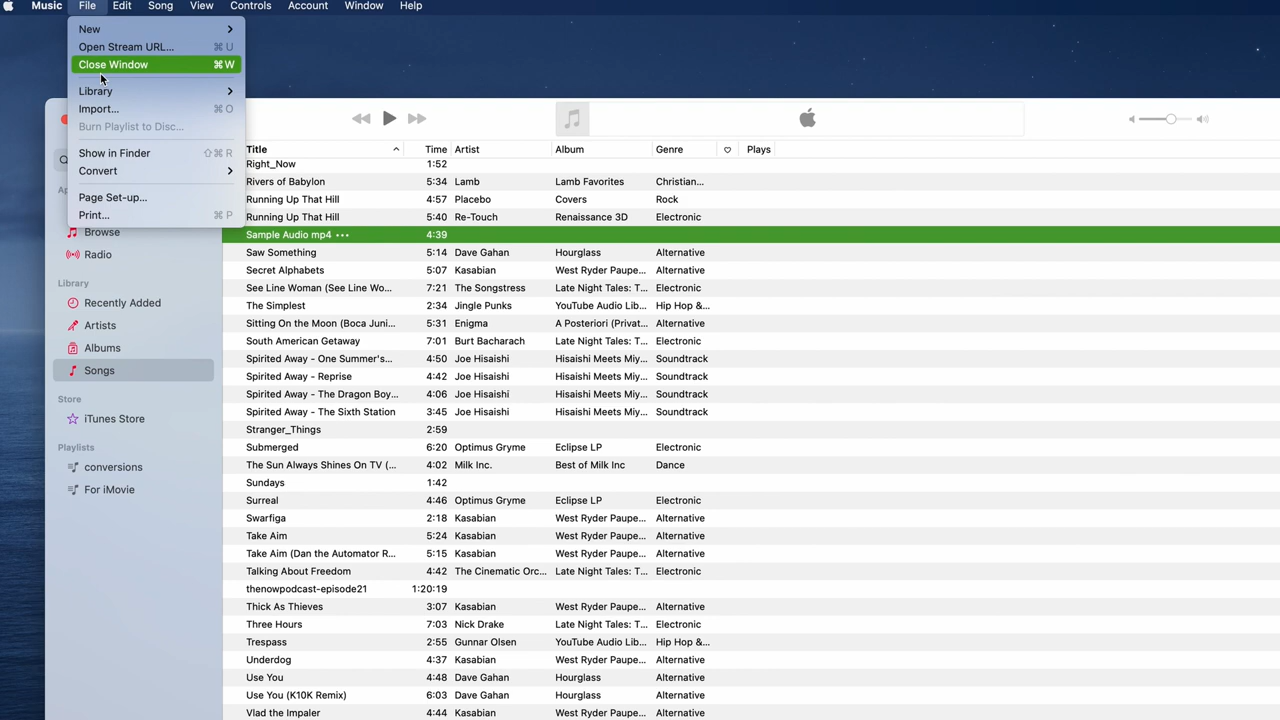 Music File Edit Song View Controls Account Window Help
New
Open Stream URL... ⌘ U
Close Window ⌘ W
Library
Import... ⌘ O
Burn Playlist to Disc...
Show in Finder ⇧⌘ R
Convert
Page Set-up...
Print... ⌘ P
Browse
Radio
Library
Recently Added
Artists
Albums
Songs
Store
iTunes Store
Playlists
conversions
For iMovie
Title Time Artist Album Genre Plays
Right_Now 1:52
Rivers of Babylon 5:34 Lamb Lamb Favorites Christian...
Running Up That Hill 4:57 Placebo Covers Rock
Running Up That Hill 5:40 Re-Touch Renaissance 3D Electronic
Sample Audio mp4 ••• 4:39
Saw Something 5:14 Dave Gahan Hourglass Alternative
Secret Alphabets 5:07 Kasabian West Ryder Paupe... Alternative
See Line Woman (See Line Wo... 7:21 The Songstress Late Night Tales: T... Electronic
The Simplest 2:34 Jingle Punks YouTube Audio Lib... Hip Hop &...
Sitting On the Moon (Boca Juni... 5:31 Enigma A Posteriori (Privat... Alternative
South American Getaway 7:01 Burt Bacharach Late Night Tales: T... Electronic
Spirited Away - One Summer's... 4:50 Joe Hisaishi Hisaishi Meets Miy... Soundtrack
Spirited Away - Reprise 4:42 Joe Hisaishi Hisaishi Meets Miy... Soundtrack
Spirited Away - The Dragon Boy... 4:06 Joe Hisaishi Hisaishi Meets Miy... Soundtrack
Spirited Away - The Sixth Station 3:45 Joe Hisaishi Hisaishi Meets Miy... Soundtrack
Stranger_Things 2:59
Submerged 6:20 Optimus Gryme Eclipse LP Electronic
The Sun Always Shines On TV (... 4:02 Milk Inc. Best of Milk Inc Dance
Sundays 1:42
Surreal 4:46 Optimus Gryme Eclipse LP Electronic
Swarfiga 2:18 Kasabian West Ryder Paupe... Alternative
Take Aim 5:24 Kasabian West Ryder Paupe... Alternative
Take Aim (Dan the Automator R... 5:15 Kasabian West Ryder Paupe... Alternative
Talking About Freedom 4:42 The Cinematic Orc... Late Night Tales: T... Electronic
thenowpodcast-episode21 1:20:19
Thick As Thieves 3:07 Kasabian West Ryder Paupe... Alternative
Three Hours 7:03 Nick Drake Late Night Tales: T... Electronic
Trespass 2:55 Gunnar Olsen YouTube Audio Lib... Hip Hop &...
Underdog 4:37 Kasabian West Ryder Paupe... Alternative
Use You 4:48 Dave Gahan Hourglass Alternative
Use You (K10K Remix) 6:03 Dave Gahan Hourglass Alternative
Vlad the Impaler 4:44 Kasabian West Ryder Paupe... Alternative